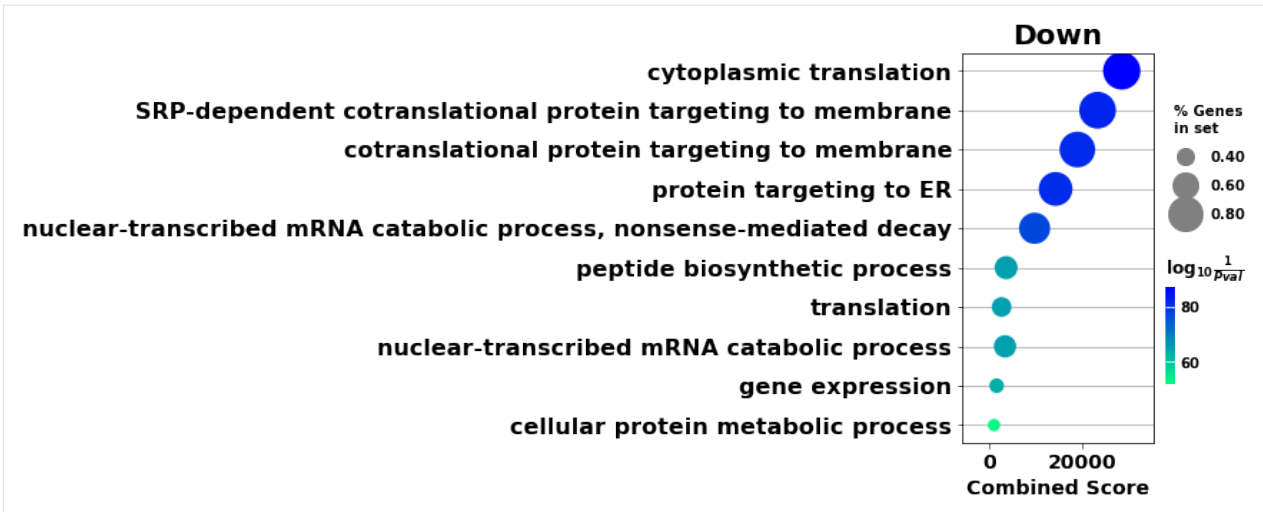 Down
cytoplasmic translation
SRP-dependent cotranslational protein targeting to membrane
cotranslational protein targeting to membrane
protein targeting to ER
nuclear-transcribed mRNA catabolic process, nonsense-mediated decay
peptide biosynthetic process
translation
nuclear-transcribed mRNA catabolic process
gene expression
cellular protein metabolic process
0 20000
Combined Score
% Genes
in set
0.40
0.60
0.80
log₁₀ 1/Pval
80
60